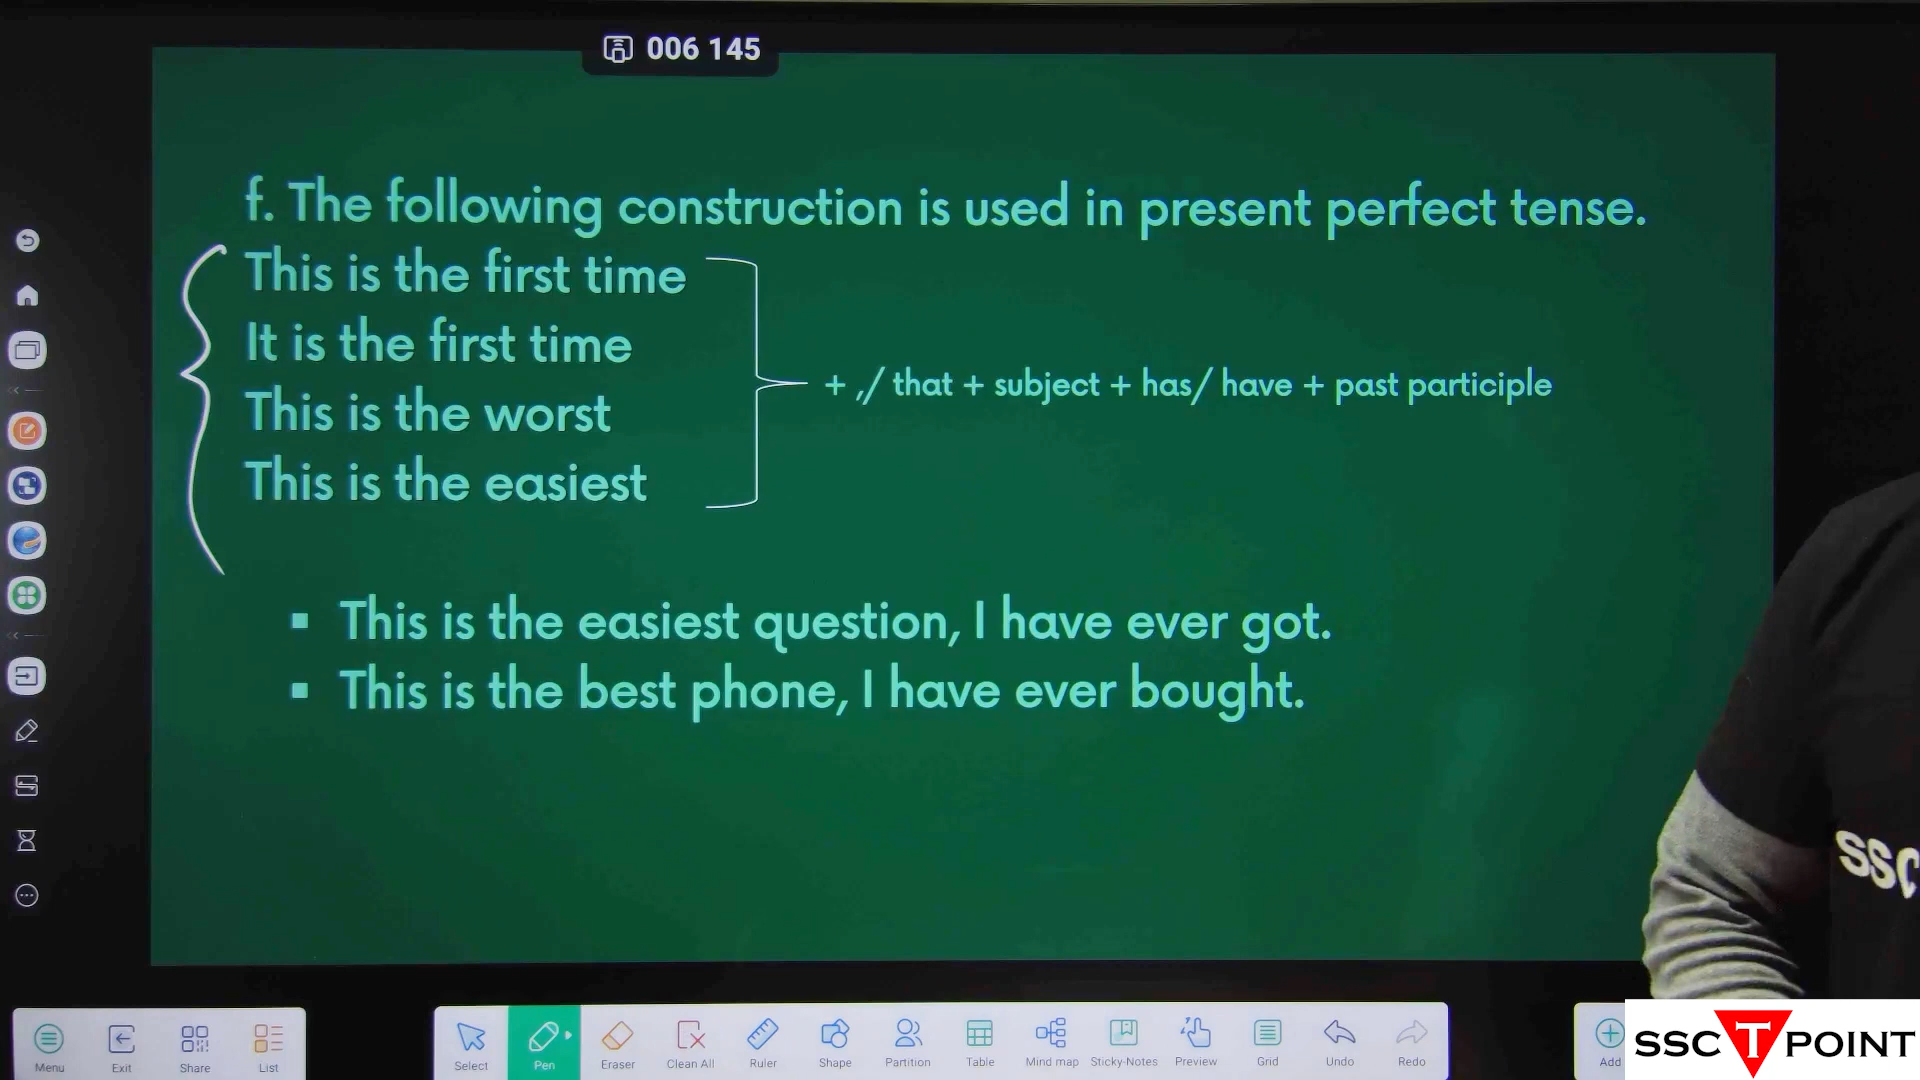 006 145
f. The following construction is used in present perfect tense.
This is the first time
It is the first time
This is the worst
This is the easiest
+ ,/ that + subject + has/ have + past participle
▪ This is the easiest question, I have ever got.
▪ This is the best phone, I have ever bought.
SSC
Menu Exit Share List Select Pen Eraser Clean All Ruler Shape Partition Table Mind map Sticky-Notes Preview Grid Undo Redo Add
SSC T POINT